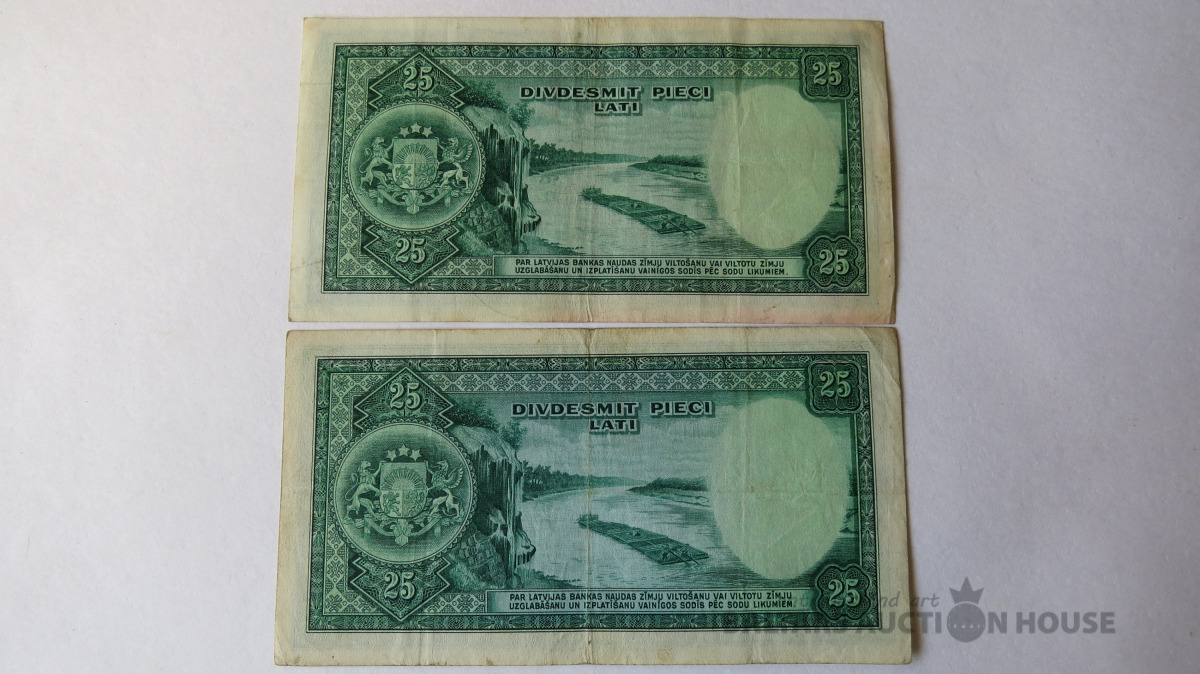 25
DIVDESMIT PIECI
LATI
25
25
PAR LATVIJAS BANKAS NAUDAS ZĪMJU VILTOŠANU VAI VILTOTU ZĪMJU
UZGLABĀŠANU UN IZPLATĪŠANU VAINĪGOS SODĪS PĒC SODU LIKUMIEM.
25
25
DIVDESMIT PIECI
LATI
25
25
PAR LATVIJAS BANKAS NAUDAS ZĪMJU VILTOŠANU VAI VILTOTU ZĪMJU
UZGLABĀŠANU UN IZPLATĪŠANU VAINĪGOS SODĪS PĒC SODU LIKUMIEM.
25
and art
AUCTION HOUSE